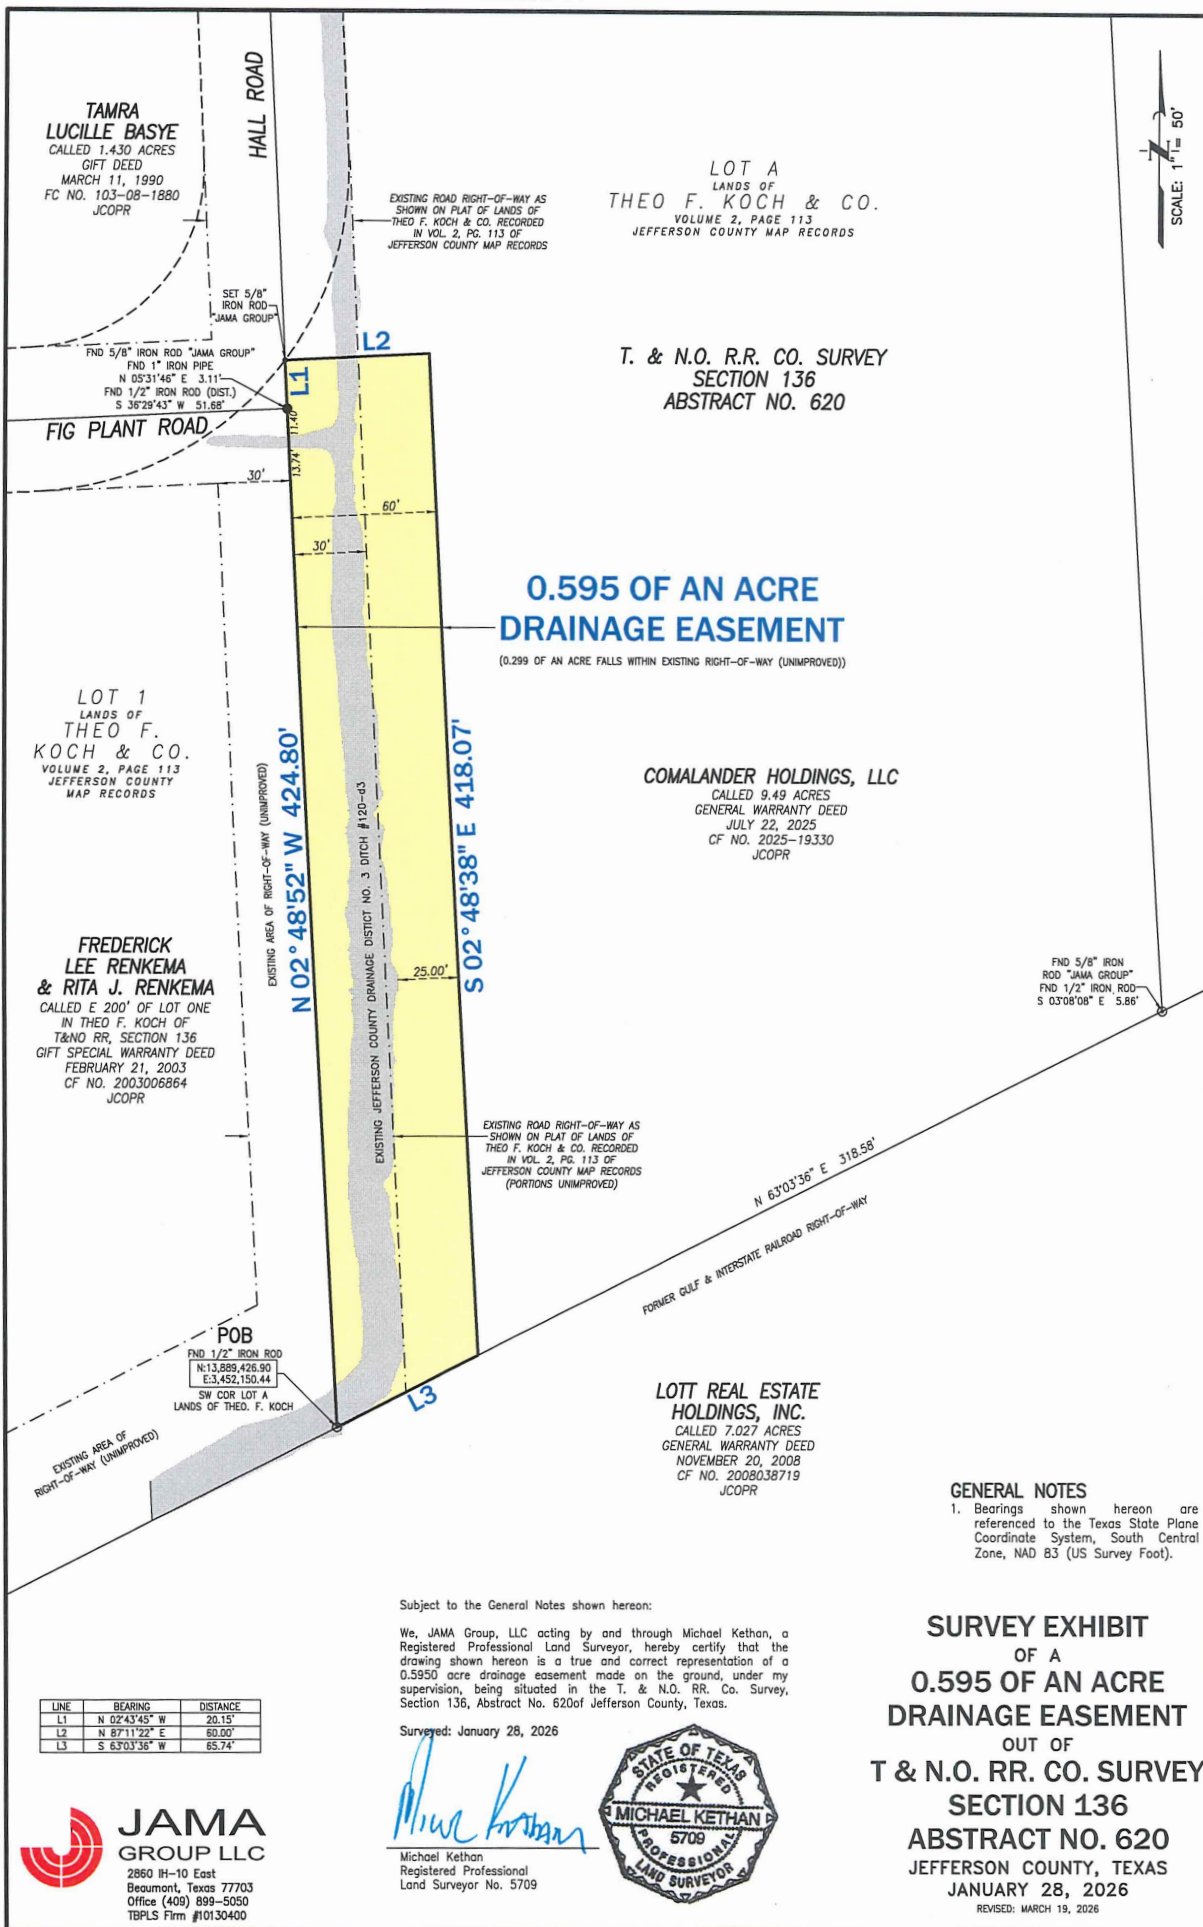 TAMRA
LUCILLE BASYE
CALLED 1.430 ACRES
GIFT DEED
MARCH 11, 1990
FC NO. 103-08-1880
JCOPR
HALL ROAD
EXISTING ROAD RIGHT-OF-WAY AS
SHOWN ON PLAT OF LANDS OF
THEO F. KOCH & CO. RECORDED
IN VOL. 2, PG. 113 OF
JEFFERSON COUNTY MAP RECORDS
LOT A
LANDS OF
THEO F. KOCH & CO.
VOLUME 2, PAGE 113
JEFFERSON COUNTY MAP RECORDS
N
SCALE: 1" = 50'
SET 5/8"
IRON ROD
"JAMA GROUP"
FND 5/8" IRON ROD "JAMA GROUP"
FND 1" IRON PIPE
N 05°31'46" E 3.11'
FND 1/2" IRON ROD (DIST.)
S 36°29'43" W 51.68'
L1
L2
11.40'
13.74'
FIG PLANT ROAD
30'
60'
30'
T. & N.O. R.R. CO. SURVEY
SECTION 136
ABSTRACT NO. 620
0.595 OF AN ACRE
DRAINAGE EASEMENT
(0.299 OF AN ACRE FALLS WITHIN EXISTING RIGHT-OF-WAY (UNIMPROVED))
LOT 1
LANDS OF
THEO F.
KOCH & CO.
VOLUME 2, PAGE 113
JEFFERSON COUNTY
MAP RECORDS
EXISTING AREA OF RIGHT-OF-WAY (UNIMPROVED)
N 02°48'52" W 424.80'
EXISTING JEFFERSON COUNTY DRAINAGE DISTICT NO. 3 DITCH #120-d3
S 02°48'38" E 418.07'
25.00'
COMALANDER HOLDINGS, LLC
CALLED 9.49 ACRES
GENERAL WARRANTY DEED
JULY 22, 2025
CF NO. 2025-19330
JCOPR
FREDERICK
LEE RENKEMA
& RITA J. RENKEMA
CALLED E 200' OF LOT ONE
IN THEO F. KOCH OF
T&NO RR, SECTION 136
GIFT SPECIAL WARRANTY DEED
FEBRUARY 21, 2003
CF NO. 2003006864
JCOPR
FND 5/8" IRON
ROD "JAMA GROUP"
FND 1/2" IRON ROD
S 03°08'08" E 5.86'
EXISTING ROAD RIGHT-OF-WAY AS
SHOWN ON PLAT OF LANDS OF
THEO F. KOCH & CO. RECORDED
IN VOL. 2, PG. 113 OF
JEFFERSON COUNTY MAP RECORDS
(PORTIONS UNIMPROVED)
N 63°03'36" E 318.58'
FORMER GULF & INTERSTATE RAILROAD RIGHT-OF-WAY
POB
FND 1/2" IRON ROD
N:13,889,426.90
E:3,452,150.44
SW COR LOT A
LANDS OF THEO. F. KOCH
L3
EXISTING AREA OF
RIGHT-OF-WAY (UNIMPROVED)
LOTT REAL ESTATE
HOLDINGS, INC.
CALLED 7.027 ACRES
GENERAL WARRANTY DEED
NOVEMBER 20, 2008
CF NO. 2008038719
JCOPR
GENERAL NOTES
1. Bearings shown hereon are
referenced to the Texas State Plane
Coordinate System, South Central
Zone, NAD 83 (US Survey Foot).
Subject to the General Notes shown hereon:
We, JAMA Group, LLC acting by and through Michael Kethan, a
Registered Professional Land Surveyor, hereby certify that the
drawing shown hereon is a true and correct representation of a
0.5950 acre drainage easement made on the ground, under my
supervision, being situated in the T. & N.O. RR. Co. Survey,
Section 136, Abstract No. 620of Jefferson County, Texas.
Surveyed: January 28, 2026
Michael Kethan
Registered Professional
Land Surveyor No. 5709
STATE OF TEXAS
REGISTERED
MICHAEL KETHAN
5709
PROFESSIONAL
LAND SURVEYOR
LINE BEARING DISTANCE
L1 N 02°43'45" W 20.15'
L2 N 87°11'22" E 60.00'
L3 S 63°03'36" W 65.74'
JAMA
GROUP LLC
2860 IH-10 East
Beaumont, Texas 77703
Office (409) 899-5050
TBPLS Firm #10130400
SURVEY EXHIBIT
OF A
0.595 OF AN ACRE
DRAINAGE EASEMENT
OUT OF
T & N.O. RR. CO. SURVEY
SECTION 136
ABSTRACT NO. 620
JEFFERSON COUNTY, TEXAS
JANUARY 28, 2026
REVISED: MARCH 19, 2026